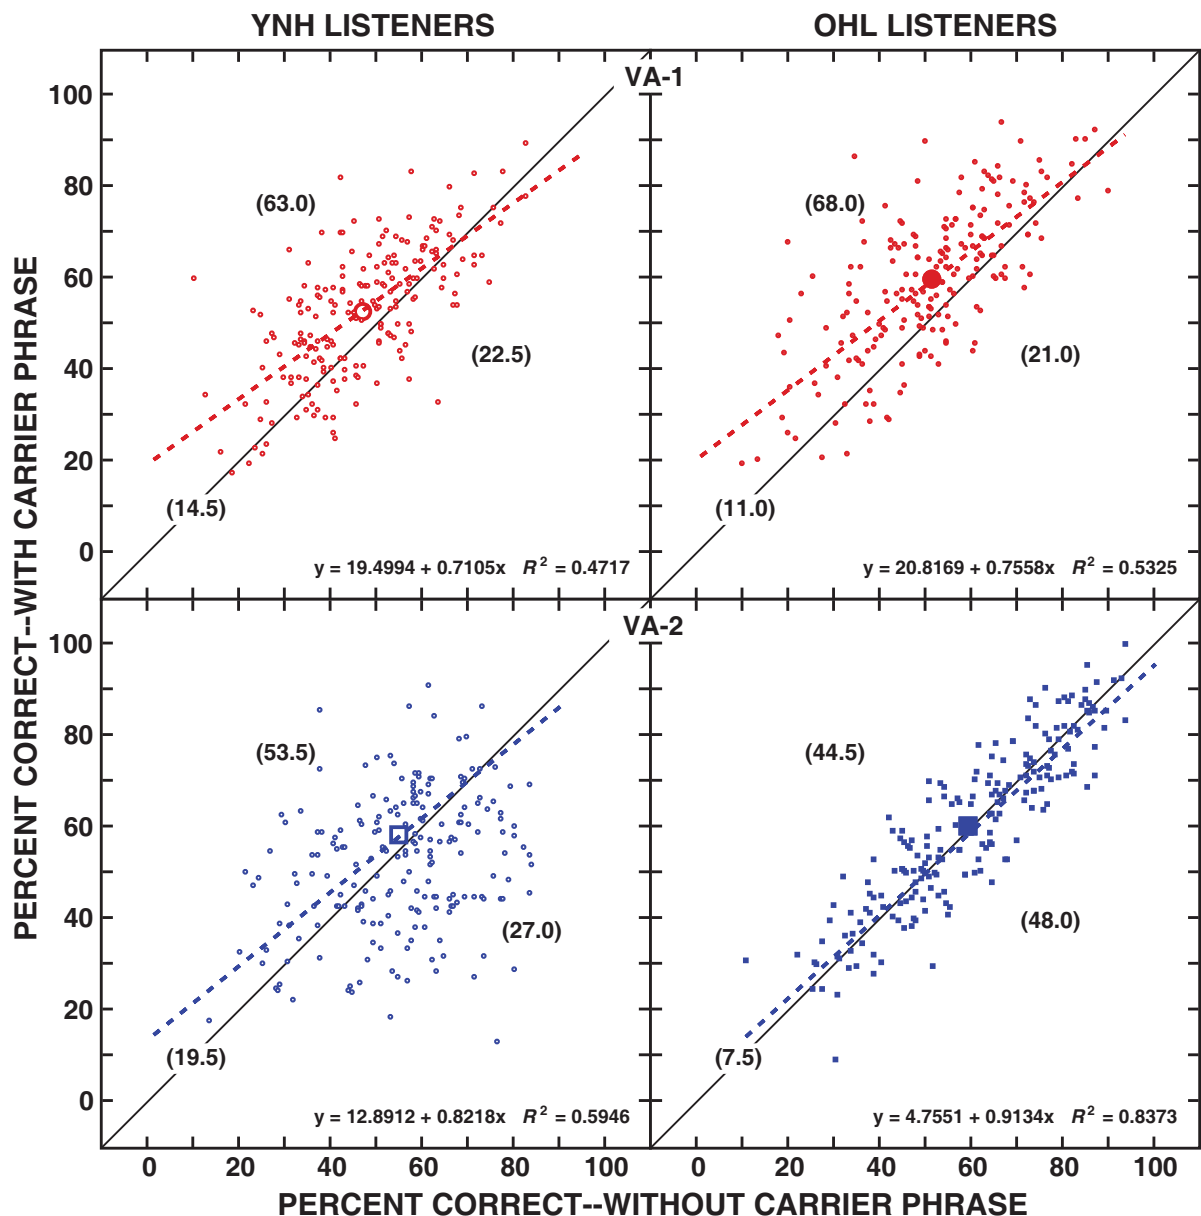 YNH LISTENERS
OHL LISTENERS
VA-1
100
80
60
40
20
0
(63.0)
(22.5)
(14.5)
y = 19.4994 + 0.7105x R² = 0.4717
(68.0)
(21.0)
(11.0)
y = 20.8169 + 0.7558x R² = 0.5325
VA-2
100
80
60
40
20
0
(53.5)
(27.0)
(19.5)
y = 12.8912 + 0.8218x R² = 0.5946
(44.5)
(48.0)
(7.5)
y = 4.7551 + 0.9134x R² = 0.8373
0 20 40 60 80 100
0 20 40 60 80 100
PERCENT CORRECT--WITH CARRIER PHRASE
PERCENT CORRECT--WITHOUT CARRIER PHRASE